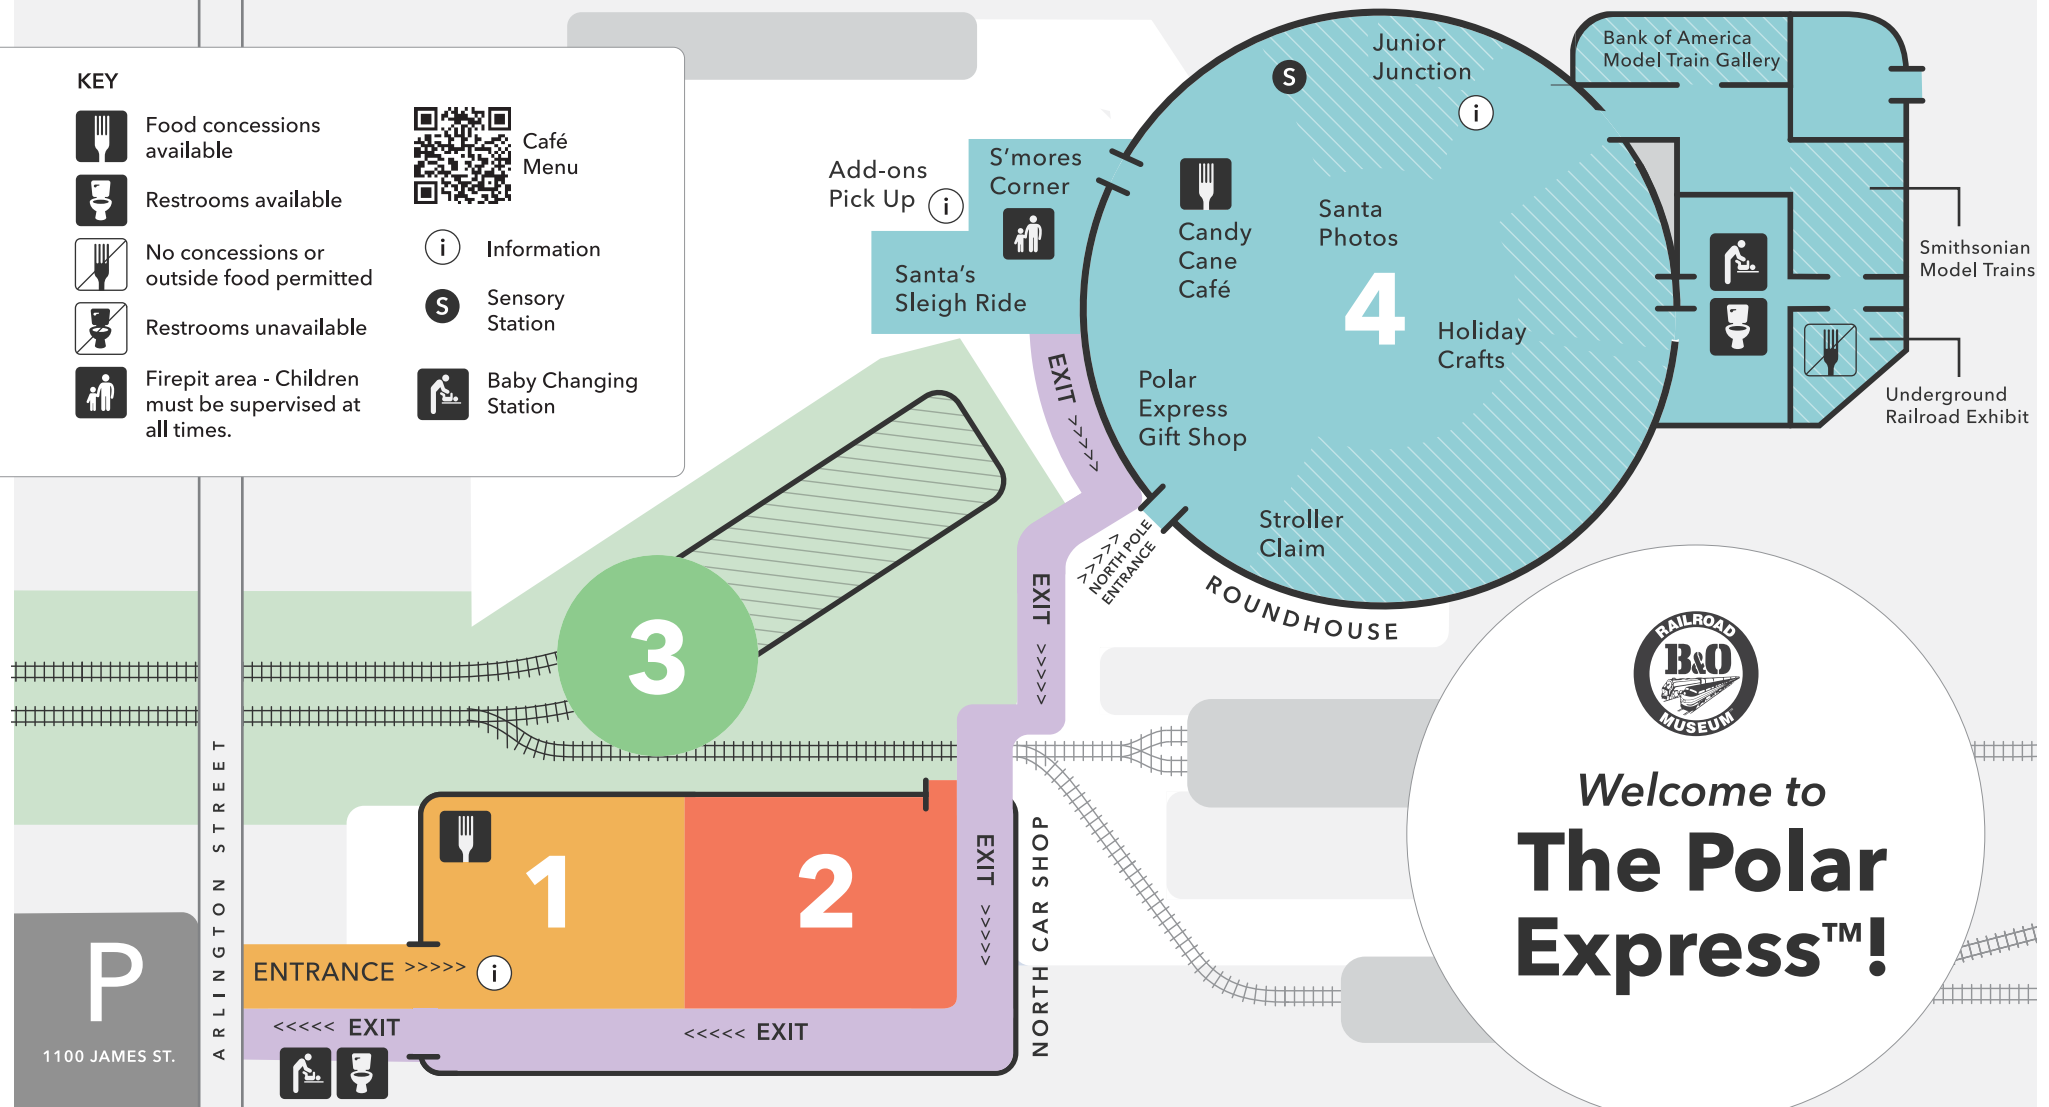 KEY
Food concessions
available
Restrooms available
No concessions or
outside food permitted
Restrooms unavailable
Firepit area - Children
must be supervised at
all times.
Café
Menu
i
Information
S
Sensory
Station
Baby Changing
Station
Add-ons
Pick Up
i
S'mores
Corner
Santa's
Sleigh Ride
S
Junior
Junction
i
Candy
Cane
Café
Santa
Photos
4
Holiday
Crafts
Polar
Express
Gift Shop
Stroller
Claim
Bank of America
Model Train Gallery
Smithsonian
Model Trains
Underground
Railroad Exhibit
EXIT >>>>>
>>>>>
NORTH POLE
ENTRANCE
ROUNDHOUSE
EXIT >>>>>
3
1
2
EXIT >>>>>
NORTH CAR SHOP
ENTRANCE >>>>>
i
<<<<< EXIT
<<<<< EXIT
ARLINGTON STREET
P
1100 JAMES ST.
RAILROAD
B&O
MUSEUM
Welcome to
The Polar
Express™!